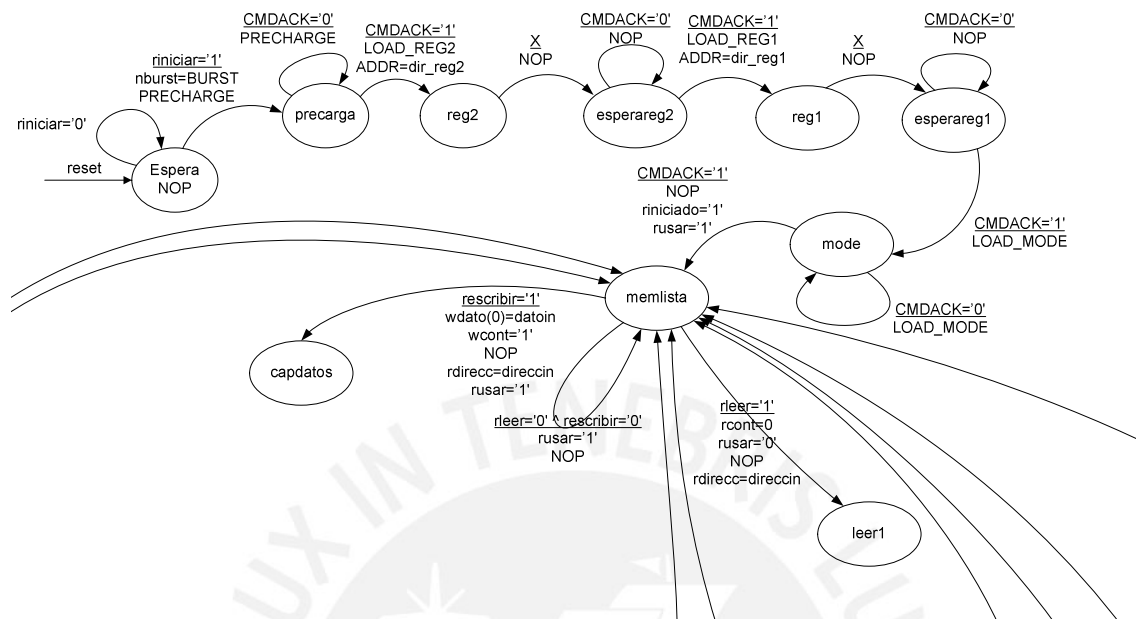 CMDACK='0'
PRECHARGE
CMDACK='1'
LOAD_REG2
ADDR=dir_reg2
X
NOP
CMDACK='0'
NOP
CMDACK='1'
LOAD_REG1
ADDR=dir_reg1
X
NOP
CMDACK='0'
NOP
riniciar='1'
nburst=BURST
PRECHARGE
riniciar='0'
reset
Espera
NOP
precarga
reg2
esperareg2
reg1
esperareg1
CMDACK='1'
NOP
riniciado='1'
rusar='1'
mode
CMDACK='1'
LOAD_MODE
CMDACK='0'
LOAD_MODE
memlista
rescribir='1'
wdato(0)=datoin
wcont='1'
NOP
rdirecc=direccin
rusar='1'
capdatos
rleer='0' ^ rescribir='0'
rusar='1'
NOP
rleer='1'
rcont=0
rusar='0'
NOP
rdirecc=direccin
leer1
LUX IN TENEBRIS LU